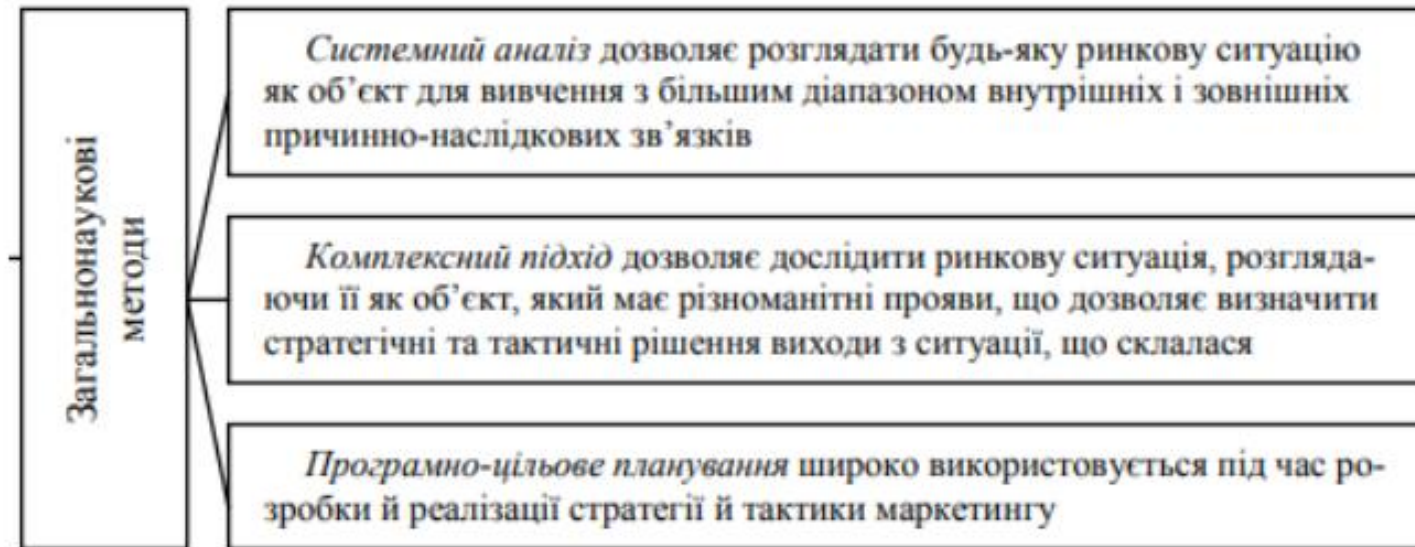 Загальнонаукові
методи
Системний аналіз дозволяє розглядати будь-яку ринкову ситуацію
як об’єкт для вивчення з більшим діапазоном внутрішніх і зовнішніх
причинно-наслідкових зв’язків
Комплексний підхід дозволяє дослідити ринкову ситуація, розгляда-
ючи її як об’єкт, який має різноманітні прояви, що дозволяє визначити
стратегічні та тактичні рішення виходи з ситуації, що склалася
Програмно-цільове планування широко використовується під час ро-
зробки й реалізації стратегії й тактики маркетингу